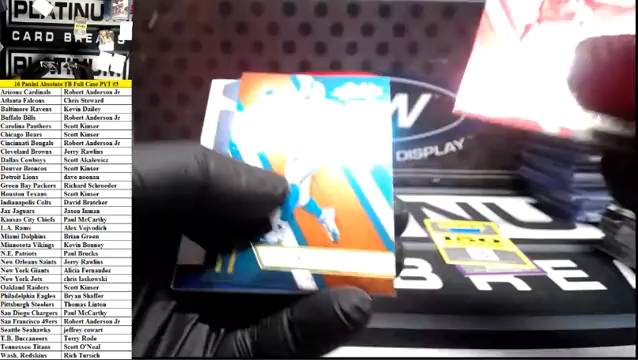 PLATINUM
CARD BREAKS
PLATINUM
16 Panini Absolute FB Full Case PYT #3
Arizona Cardinals Robert Anderson Jr
Atlanta Falcons Chris Steward
Baltimore Ravens Kevin Dailey
Buffalo Bills Robert Anderson Jr
Carolina Panthers Scott Kinser
Chicago Bears Scott Kinser
Cincinnati Bengals Robert Anderson Jr
Cleveland Browns Jerry Rawlins
Dallas Cowboys Scott Akalewicz
Denver Broncos Scott Kinser
Detroit Lions dave noonan
Green Bay Packers Richard Schroeder
Houston Texans Scott Kinser
Indianapolis Colts David Bratcher
Jax Jaguars Jason Inman
Kansas City Chiefs Paul McCarthy
L.A. Rams Alex Vojvodich
Miami Dolphins Brian Green
Minnesota Vikings Kevin Bonney
N.E. Patriots Paul Brucks
New Orleans Saints Jerry Rawlins
New York Giants Alicia Fernandez
New York Jets chris laskowski
Oakland Raiders Scott Kinser
Philadelphia Eagles Bryan Shaffer
Pittsburgh Steelers Thomas Linton
San Diego Chargers Paul McCarthy
San Francisco 49ers Robert Anderson Jr
Seattle Seahawks jeffrey cowart
T.B. Buccaneers Terry Rode
Tennessee Titans Scott O'Neal
Wash. Redskins Rich Tursich
W
DISPLAY
BRE